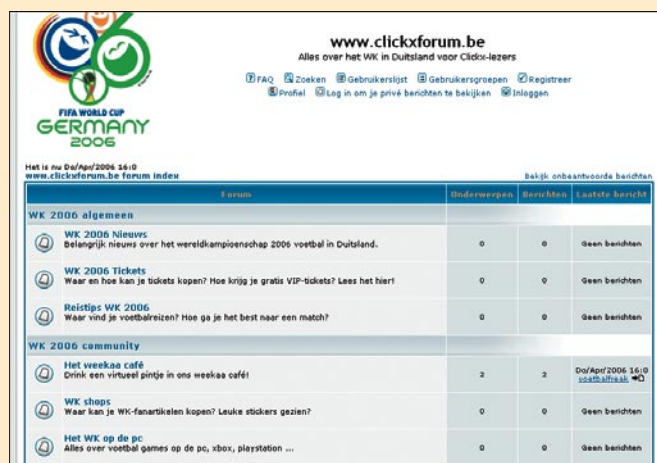 www.clickxforum.be
Alles over het WK in Duitsland voor Clickx-lezers
FAQ Zoeken Gebruikerslijst Gebruikersgroepen Registreer
Profiel Log in om je privé berichten te bekijken Inloggen
FIFA WORLD CUP
GERMANY
2006
Het is nu Do/Apr/2006 16:0
www.clickxforum.be forum index Bekijk onbeantwoorde berichten
Forum Onderwerpen Berichten Laatste bericht
WK 2006 algemeen
WK 2006 Nieuws
Belangrijk nieuws over het wereldkampioenschap 2006 voetbal in Duitsland. 0 0 Geen berichten
WK 2006 Tickets
Waar en hoe kan je tickets kopen? Hoe krijg je gratis VIP-tickets? Lees het hier! 0 0 Geen berichten
Reistips WK 2006
Waar vind je voetbalreizen? Hoe ga je het best naar een match? 0 0 Geen berichten
WK 2006 community
Het weekaa café
Drink een virtueel pintje in ons weekaa café! 2 2 Do/Apr/2006 16:0
voetbalfreak
WK shops
Waar kan je WK-fanartikelen kopen? Leuke stickers gezien? 0 0 Geen berichten
Het WK op de pc
Alles over voetbal games op de pc, xbox, playstation ... 0 0 Geen berichten